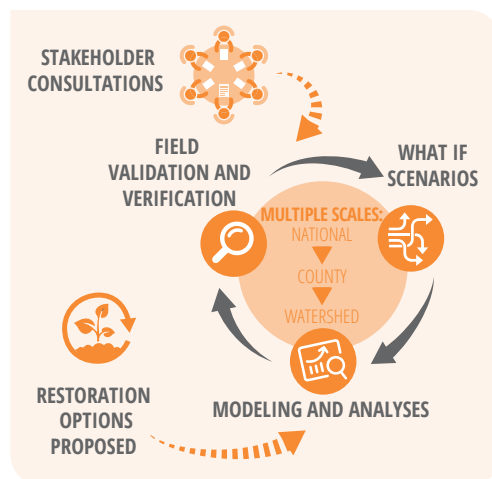 STAKEHOLDER
CONSULTATIONS
FIELD
VALIDATION AND
VERIFICATION
WHAT IF
SCENARIOS
MULTIPLE SCALES:
NATIONAL
COUNTY
WATERSHED
MODELING AND ANALYSES
RESTORATION
OPTIONS
PROPOSED